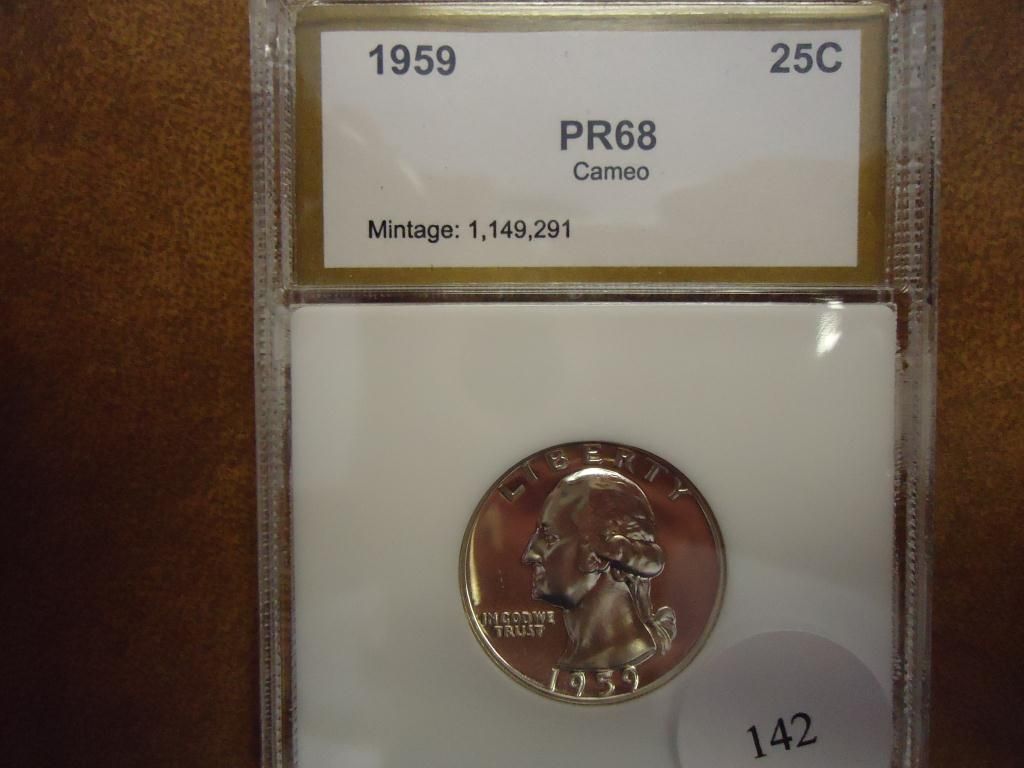 1959 25C
PR68
Cameo
Mintage: 1,149,291
LIBERTY
IN GOD WE
TRUST
1959
142